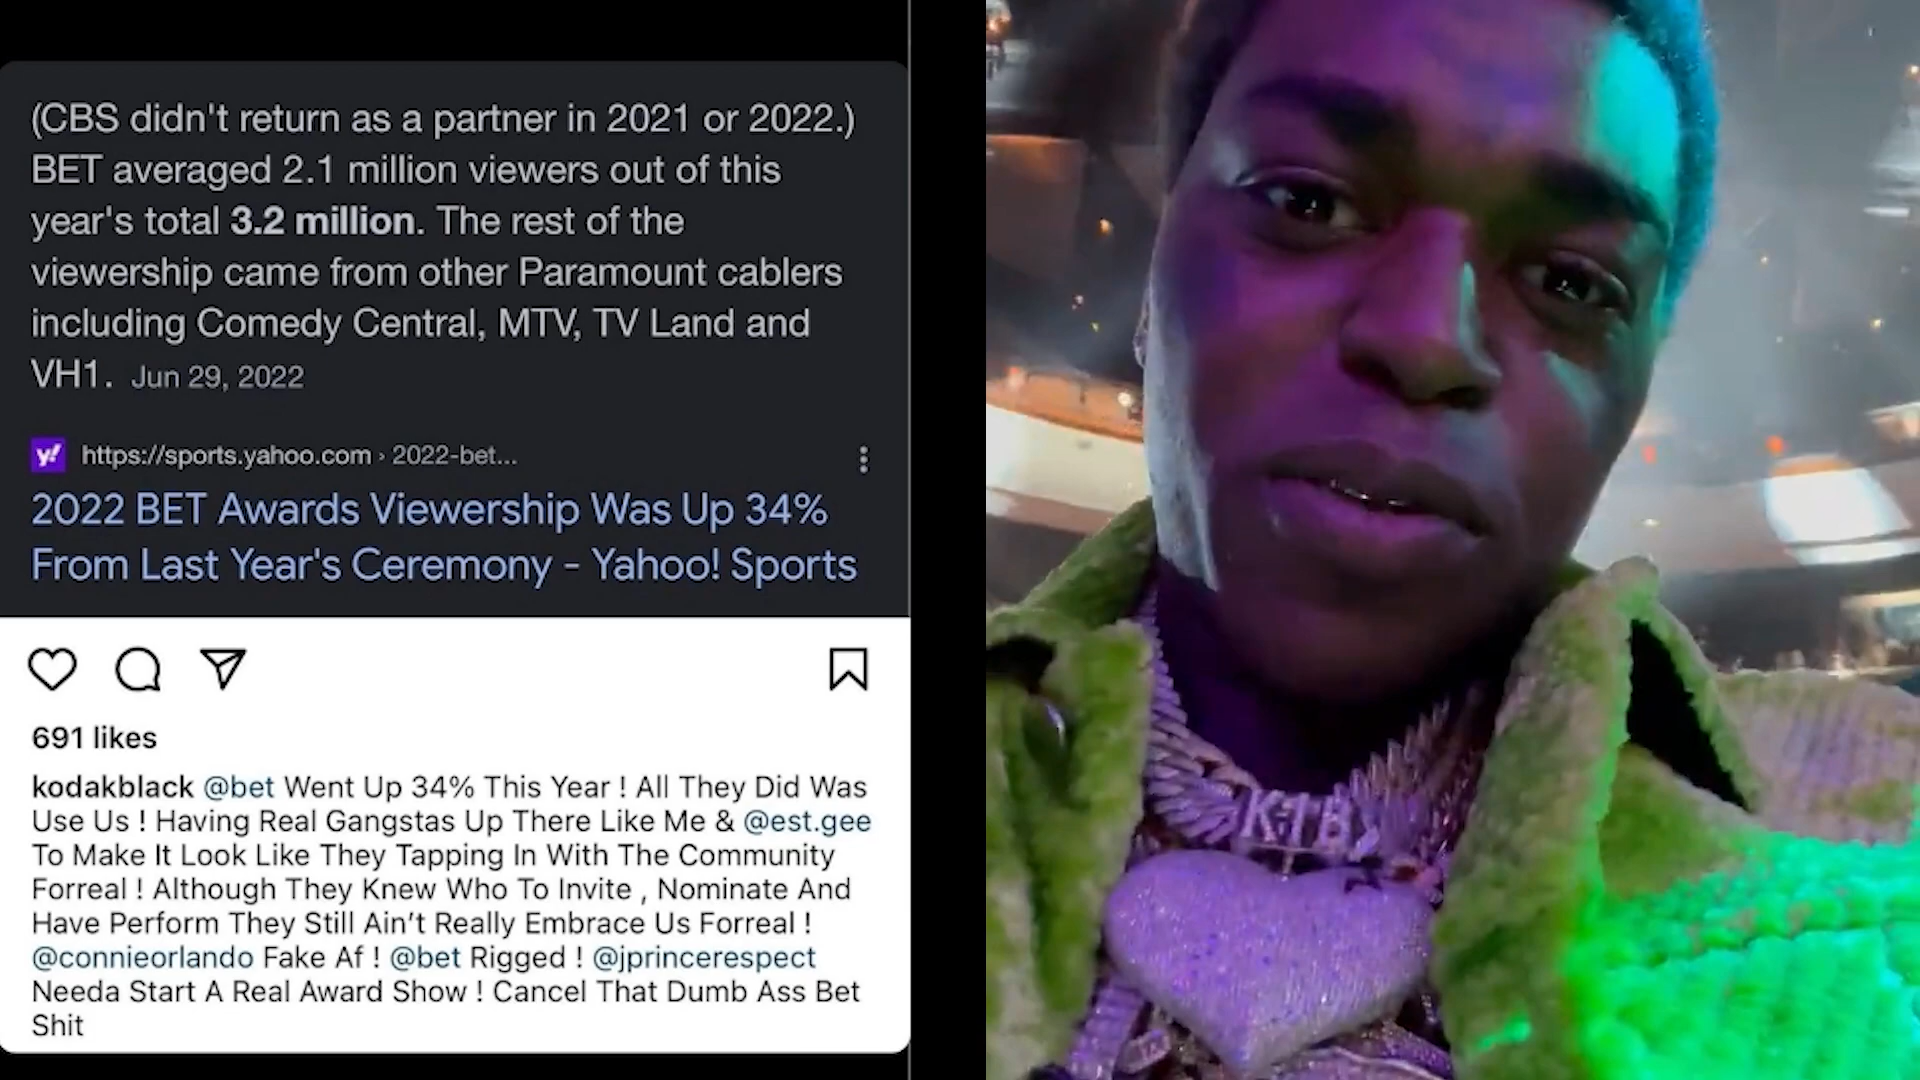 (CBS didn't return as a partner in 2021 or 2022.)
BET averaged 2.1 million viewers out of this
year's total 3.2 million. The rest of the
viewership came from other Paramount cablers
including Comedy Central, MTV, TV Land and
VH1. Jun 29, 2022
y!
https://sports.yahoo.com › 2022-bet...
2022 BET Awards Viewership Was Up 34%
From Last Year's Ceremony - Yahoo! Sports
691 likes
kodakblack @bet Went Up 34% This Year ! All They Did Was
Use Us ! Having Real Gangstas Up There Like Me & @est.gee
To Make It Look Like They Tapping In With The Community
Forreal ! Although They Knew Who To Invite , Nominate And
Have Perform They Still Ain’t Really Embrace Us Forreal !
@connieorlando Fake Af ! @bet Rigged ! @jprincerespect
Needa Start A Real Award Show ! Cancel That Dumb Ass Bet
Shit